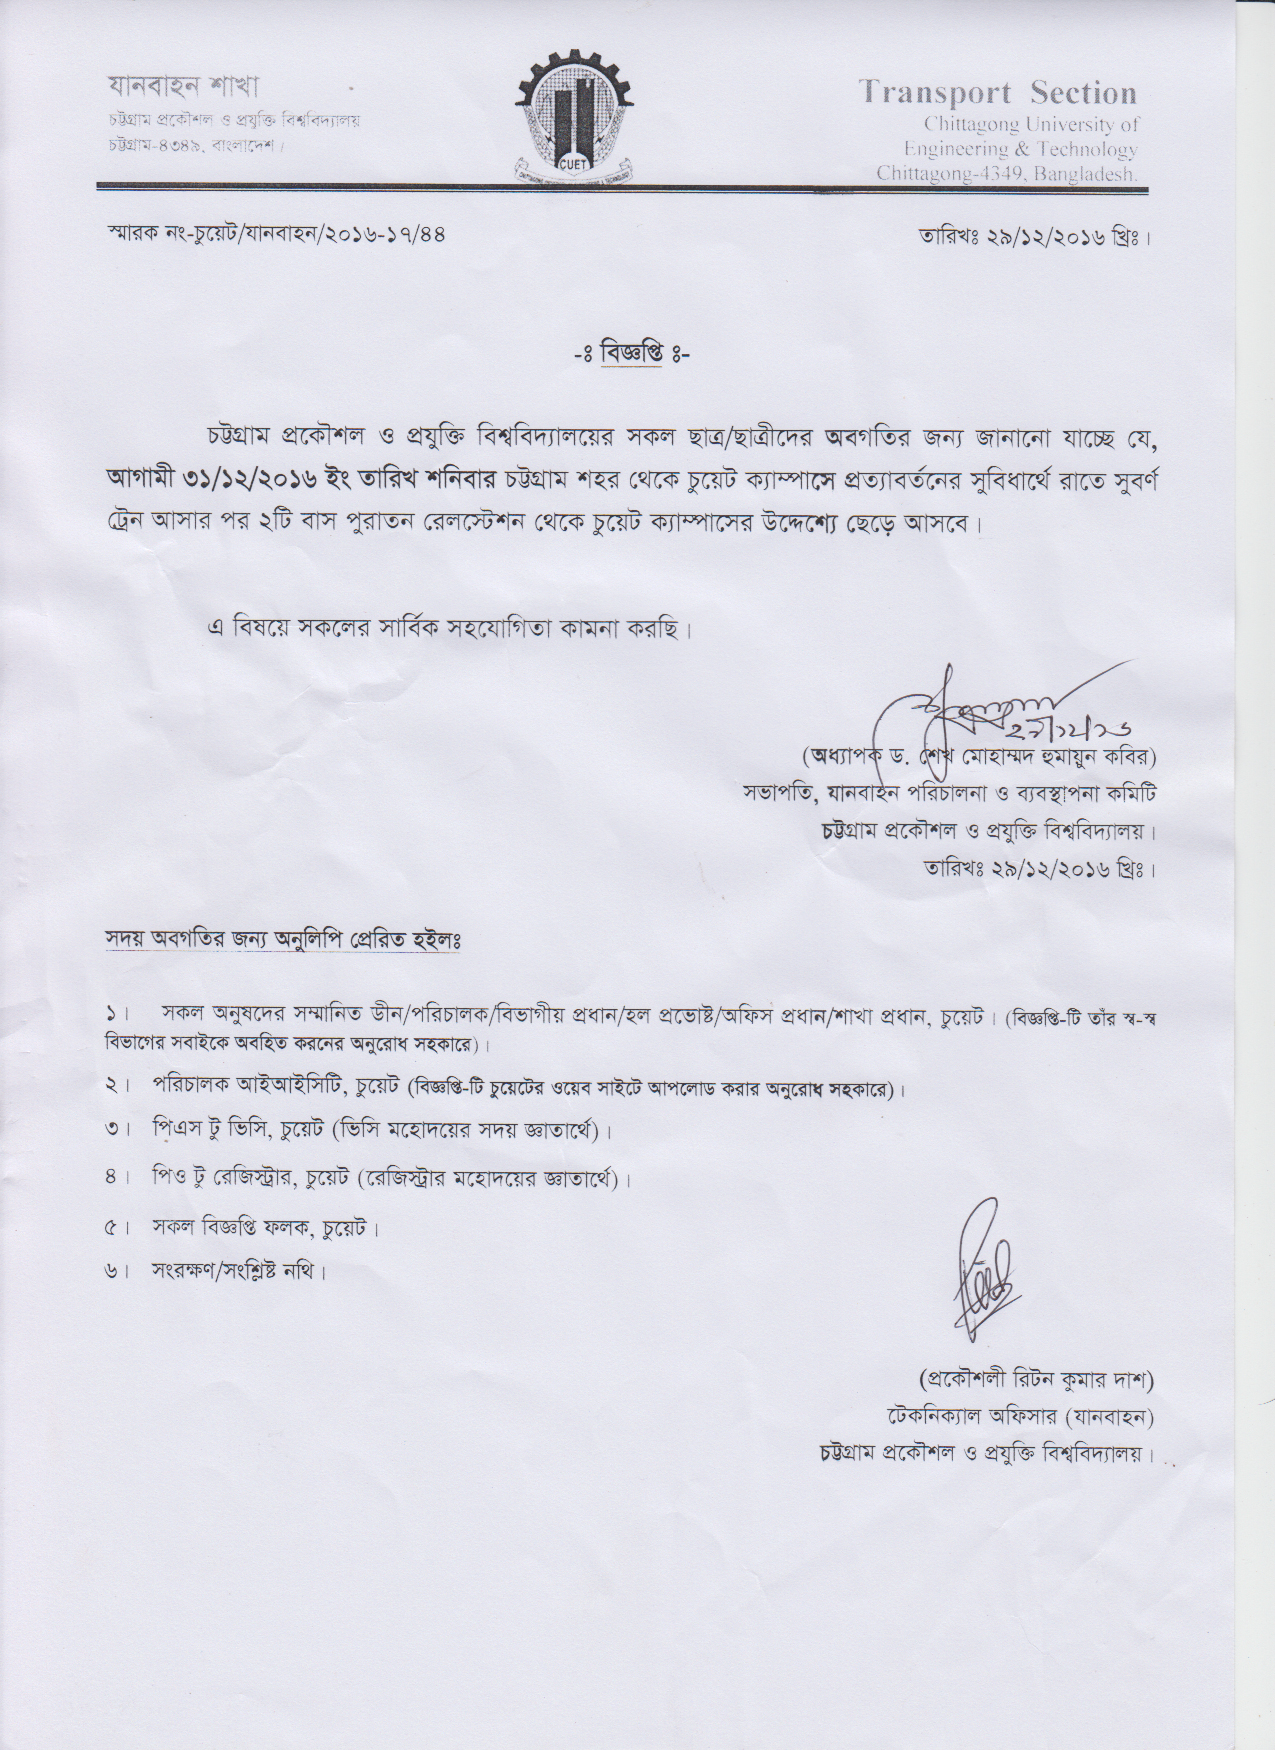 যানবাহন শাখা
চট্টগ্রাম প্রকৌশল ও প্রযুক্তি বিশ্ববিদ্যালয়
চট্টগ্রাম-৪৩৪৯, বাংলাদেশ।
CUET
Transport Section
Chittagong University of
Engineering & Technology
Chittagong-4349, Bangladesh.
স্মারক নং-চুয়েট/যানবাহন/২০১৬-১৭/৪৪
তারিখঃ ২৯/১২/২০১৬ খ্রিঃ।
-ঃ বিজ্ঞপ্তি ঃ-
চট্টগ্রাম প্রকৌশল ও প্রযুক্তি বিশ্ববিদ্যালয়ের সকল ছাত্র/ছাত্রীদের অবগতির জন্য জানানো যাচ্ছে যে,
আগামী ৩১/১২/২০১৬ ইং তারিখ শনিবার চট্টগ্রাম শহর থেকে চুয়েট ক্যাম্পাসে প্রত্যাবর্তনের সুবিধার্থে রাতে সুবর্ণ
ট্রেন আসার পর ২টি বাস পুরাতন রেলস্টেশন থেকে চুয়েট ক্যাম্পাসের উদ্দেশ্যে ছেড়ে আসবে।
এ বিষয়ে সকলের সার্বিক সহযোগিতা কামনা করছি।
২৯/১২/১৬
(অধ্যাপক ড. শেখ মোহাম্মদ হুমায়ুন কবির)
সভাপতি, যানবাহন পরিচালনা ও ব্যবস্থাপনা কমিটি
চট্টগ্রাম প্রকৌশল ও প্রযুক্তি বিশ্ববিদ্যালয়।
তারিখঃ ২৯/১২/২০১৬ খ্রিঃ।
সদয় অবগতির জন্য অনুলিপি প্রেরিত হইলঃ
১। সকল অনুষদের সম্মানিত ডীন/পরিচালক/বিভাগীয় প্রধান/হল প্রভোষ্ট/অফিস প্রধান/শাখা প্রধান, চুয়েট। (বিজ্ঞপ্তি-টি তাঁর স্ব-স্ব
বিভাগের সবাইকে অবহিত করনের অনুরোধ সহকারে)।
২। পরিচালক আইআইসিটি, চুয়েট (বিজ্ঞপ্তি-টি চুয়েটের ওয়েব সাইটে আপলোড করার অনুরোধ সহকারে)।
৩। পিএস টু ভিসি, চুয়েট (ভিসি মহোদয়ের সদয় জ্ঞাতার্থে)।
৪। পিও টু রেজিস্ট্রার, চুয়েট (রেজিস্ট্রার মহোদয়ের জ্ঞাতার্থে)।
৫। সকল বিজ্ঞপ্তি ফলক, চুয়েট।
৬। সংরক্ষণ/সংশ্লিষ্ট নথি।
(প্রকৌশলী রিটন কুমার দাশ)
টেকনিক্যাল অফিসার (যানবাহন)
চট্টগ্রাম প্রকৌশল ও প্রযুক্তি বিশ্ববিদ্যালয়।